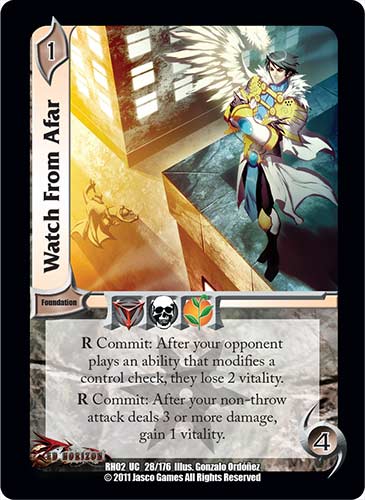 1
Watch From Afar
Foundation
R Commit: After your opponent
plays an ability that modifies a
control check, they lose 2 vitality.
R Commit: After your non-throw
attack deals 3 or more damage,
gain 1 vitality.
4
RED HORIZON
RH02 UC 28/176 Illus. Gonzalo Ordóñez
© 2011 Jasco Games All Rights Reserved